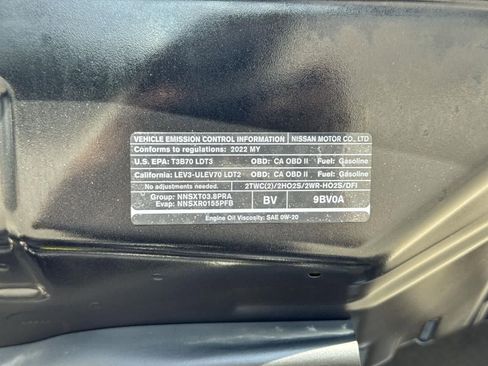 VEHICLE EMISSION CONTROL INFORMATION NISSAN MOTOR CO., LTD
Conforms to regulations: 2022 MY
U.S. EPA: T3B70 LDT3 OBD: CA OBD II Fuel: Gasoline
California: LEV3-ULEV70 LDT2 OBD: CA OBD II Fuel: Gasoline
No adjustments needed. 2TWC(2)/2HO2S/2WR-HO2S/DFI
Group: NNSXT03.8PRA BV 9BV0A
Evap: NNSXR0155PFB
Engine Oil Viscosity: SAE 0W-20